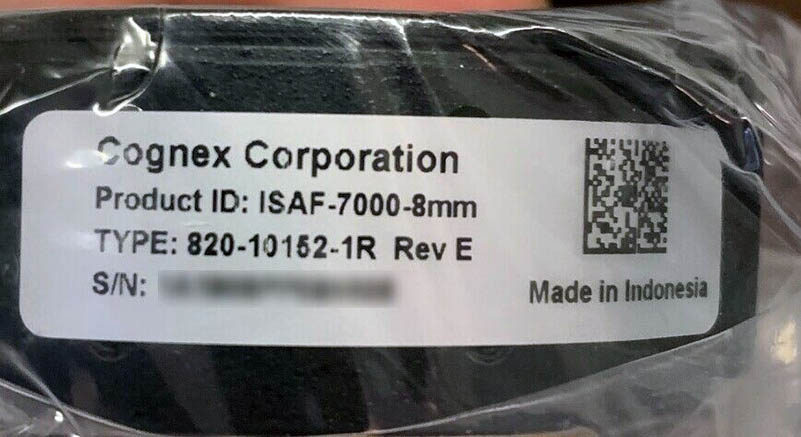 Cognex Corporation
Product ID: ISAF-7000-8mm
TYPE: 820-10152-1R Rev E
S/N:
Made in Indonesia